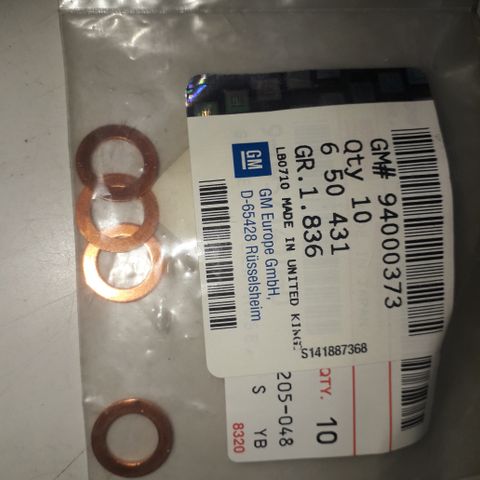 GM# 94000373
Qty 10
6 50 431
GR.1.836
LB0710 MADE IN UNITED KING
GM
GM Europe GmbH,
D-65428 Rüsselsheim
S141887368
QTY. 10
205-048
S YB
8320